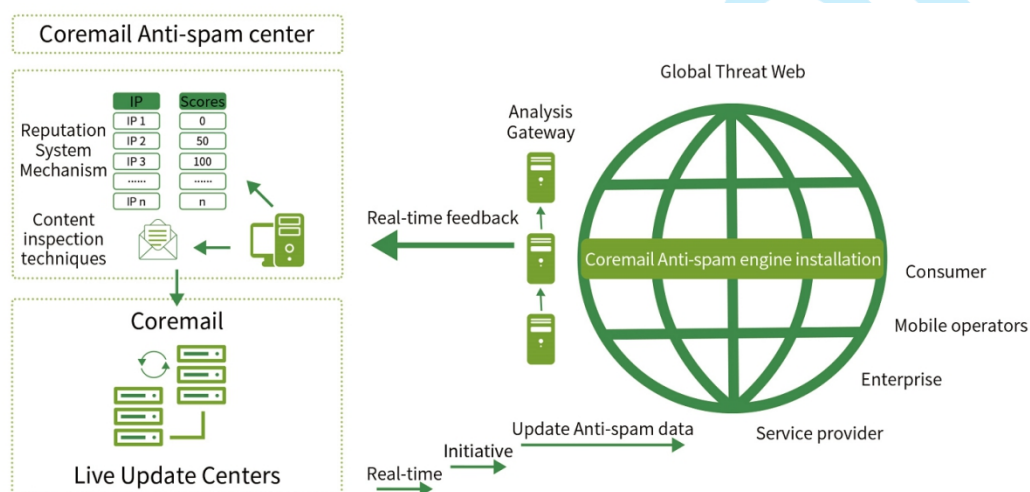 Coremail Anti-spam center
Reputation
System
Mechanism
IP
Scores
IP 1
0
IP 2
50
IP 3
100
......
......
IP n
n
Content
inspection
techniques
Coremail
Live Update Centers
Real-time feedback
Analysis
Gateway
Global Threat Web
Coremail Anti-spam engine installation
Consumer
Mobile operators
Enterprise
Service provider
Real-time
Initiative
Update Anti-spam data